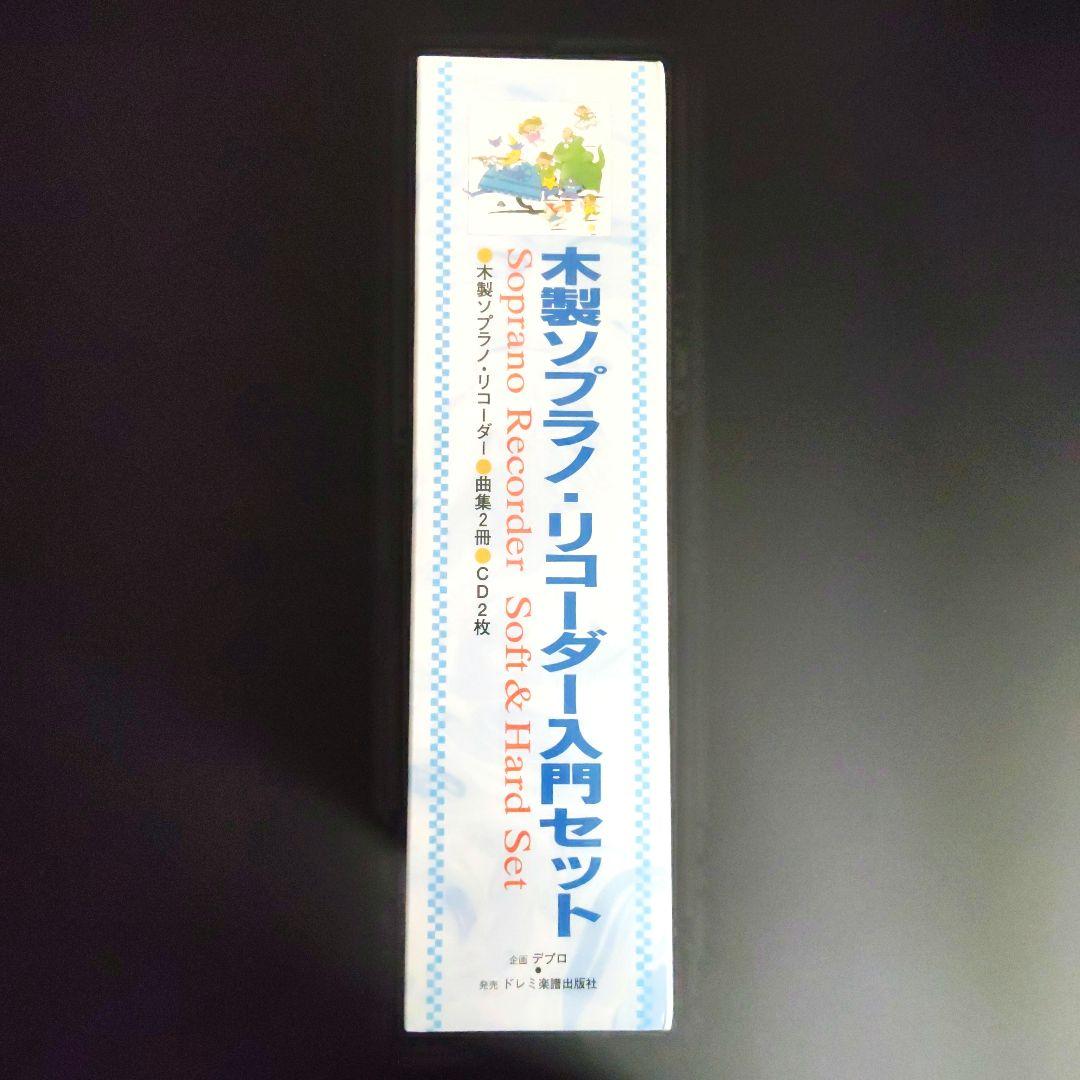 木製ソプラノ・リコーダー入門セット
Soprano Recorder Soft & Hard Set
●木製ソプラノ・リコーダー●曲集2冊●CD2枚
企画 デプロ
●
発売 ドレミ楽譜出版社